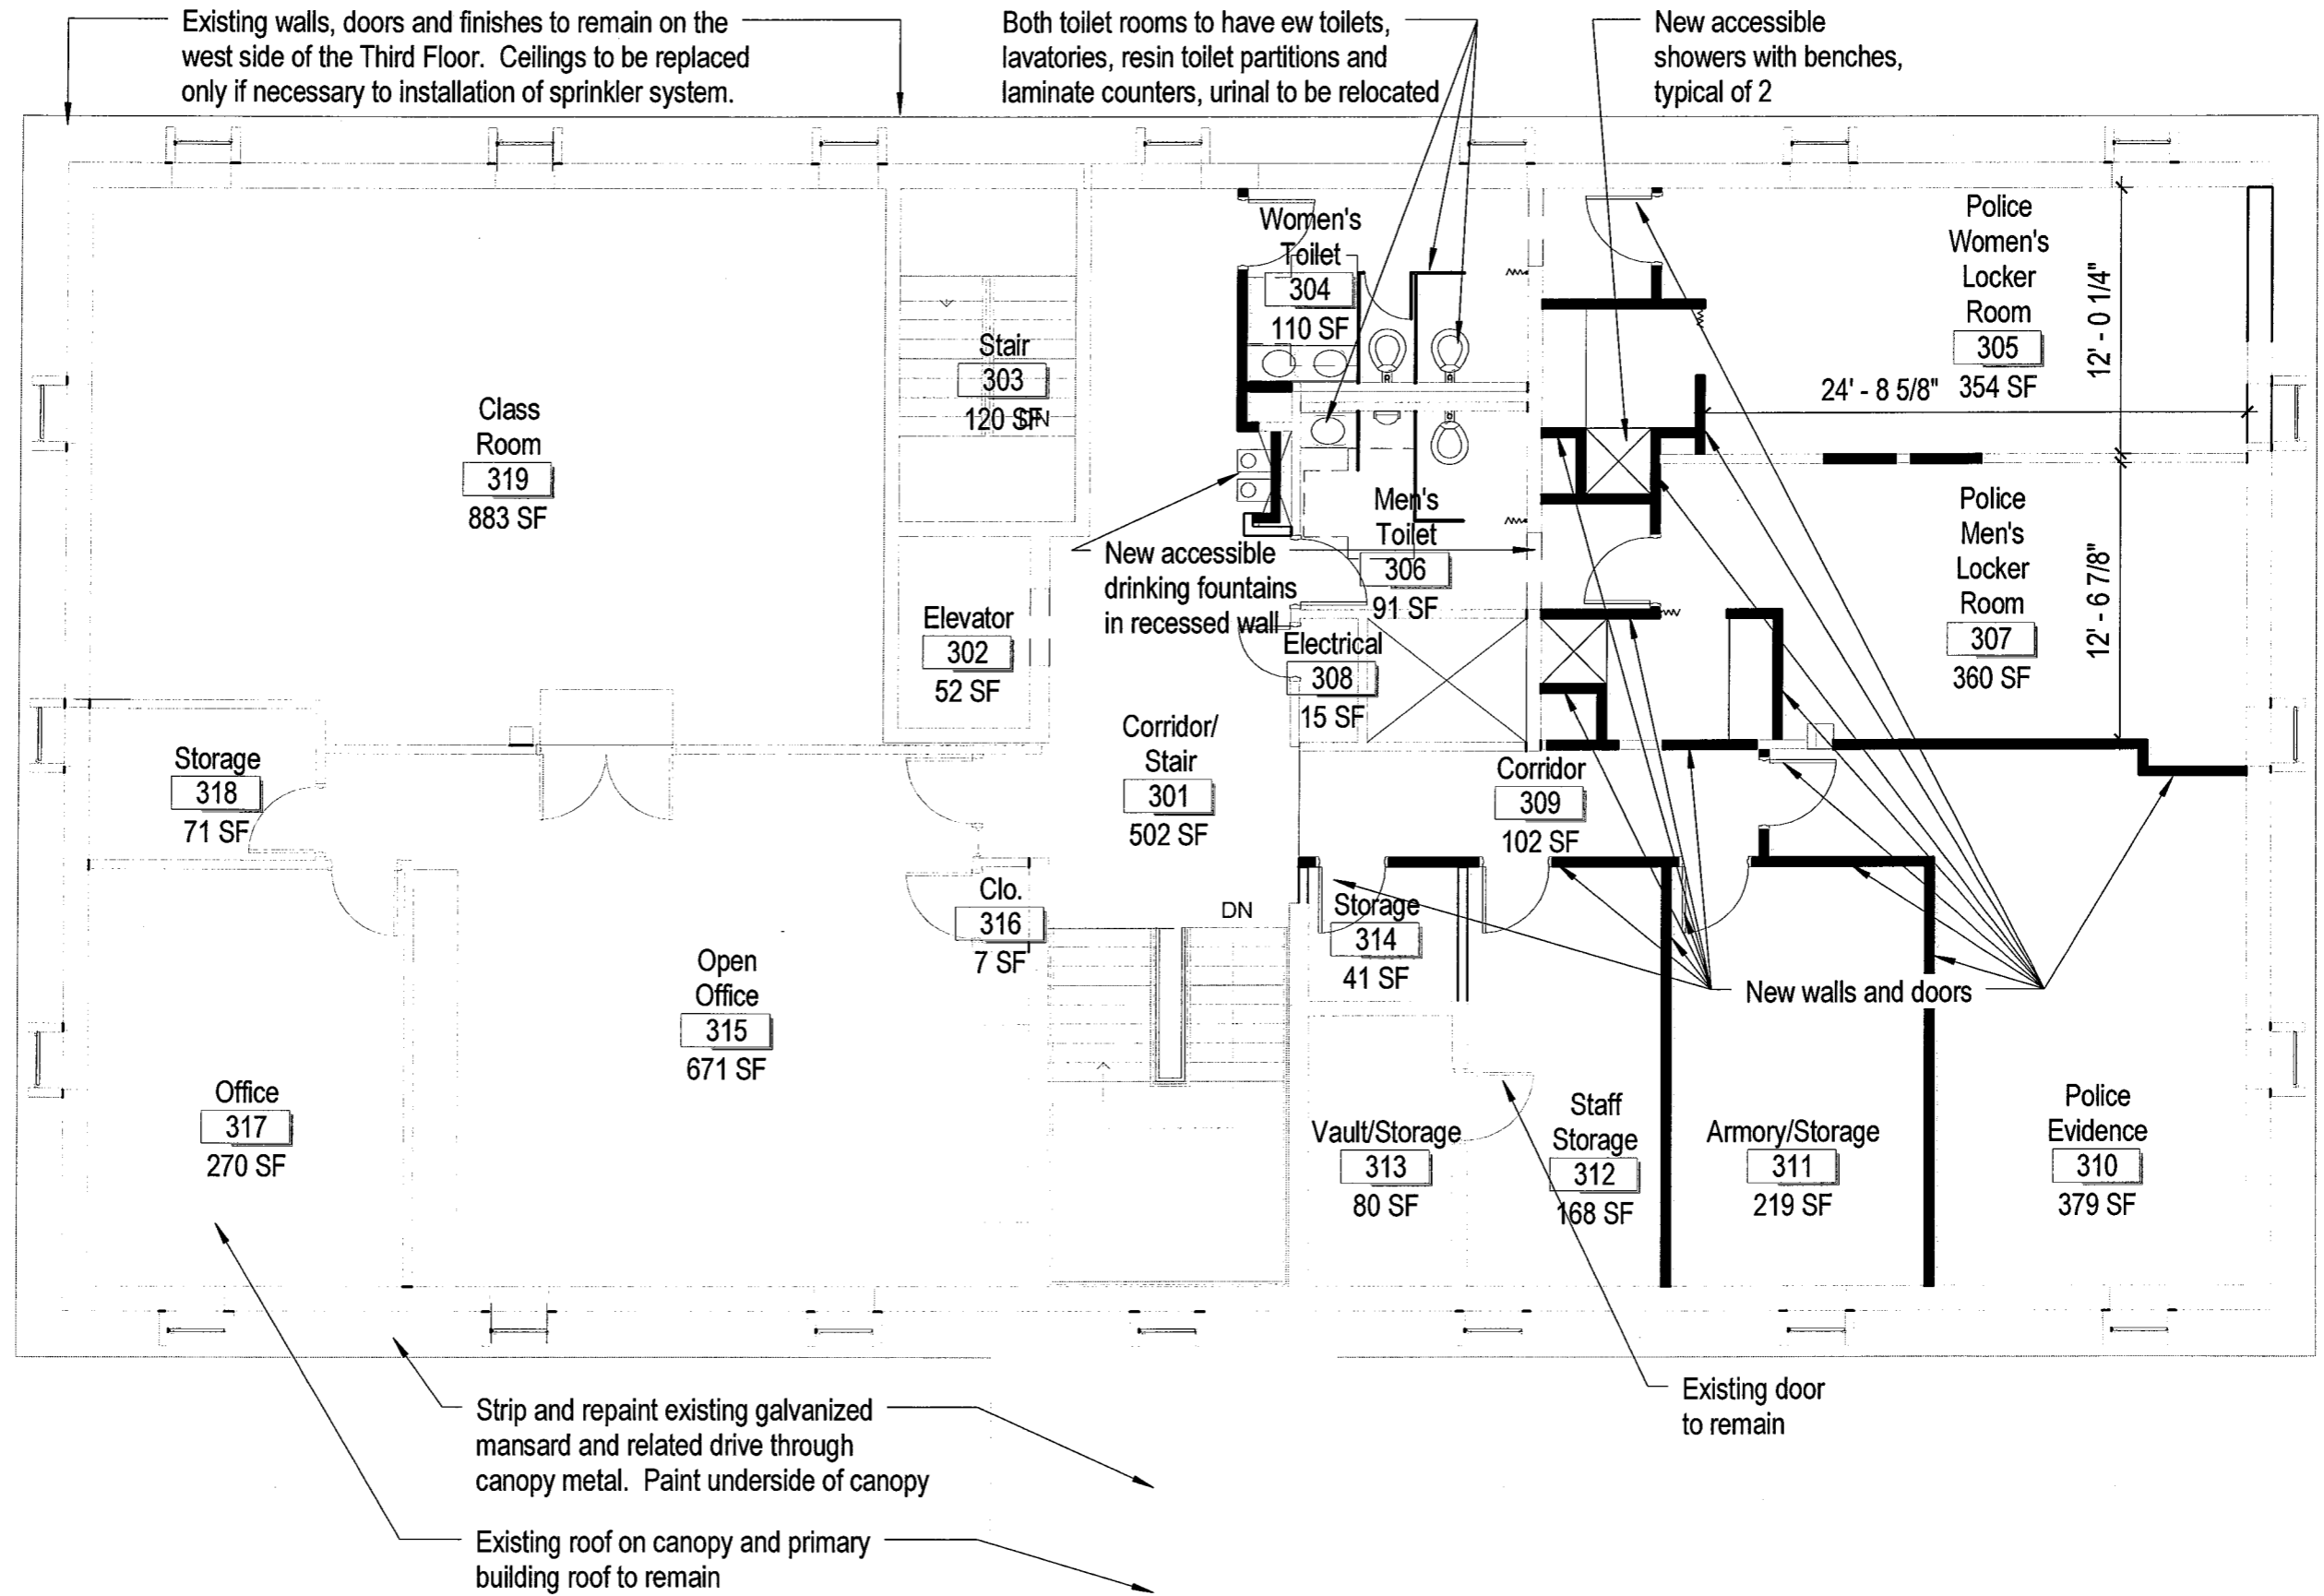 Existing walls, doors and finishes to remain on the
west side of the Third Floor.  Ceilings to be replaced
only if necessary to installation of sprinkler system.
Both toilet rooms to have ew toilets,
lavatories, resin toilet partitions and
laminate counters, urinal to be relocated
New accessible
showers with benches,
typical of 2
Women's
Toilet
304
110 SF
Police
Women's
Locker
Room
305
354 SF
12' - 0 1/4"
24' - 8 5/8"
Stair
303
120 SF
DN
Class
Room
319
883 SF
Men's
Toilet
306
91 SF
Police
Men's
Locker
Room
307
360 SF
12' - 6 7/8"
New accessible
drinking fountains
in recessed wall
Elevator
302
52 SF
Electrical
308
15 SF
Corridor/
Stair
301
502 SF
Storage
318
71 SF
Corridor
309
102 SF
Clo.
316
7 SF
DN
Storage
314
41 SF
Open
Office
315
671 SF
New walls and doors
Office
317
270 SF
Vault/Storage
313
80 SF
Staff
Storage
312
168 SF
Armory/Storage
311
219 SF
Police
Evidence
310
379 SF
Existing door
to remain
Strip and repaint existing galvanized
mansard and related drive through
canopy metal.  Paint underside of canopy
Existing roof on canopy and primary
building roof to remain